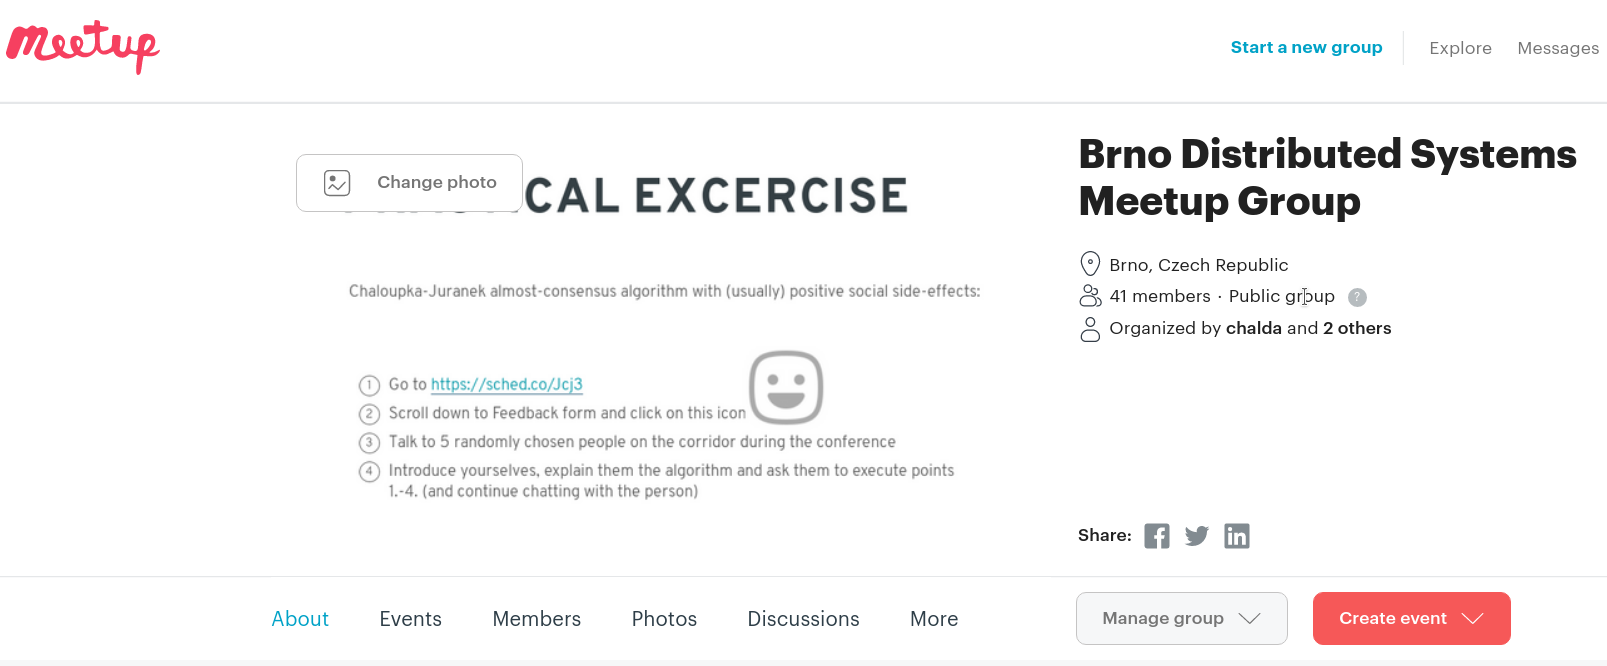 Meetup
Start a new group
Explore
Messages
Change photo
CAL EXCERCISE
Chaloupka-Juranek almost-consensus algorithm with (usually) positive social side-effects:
1 Go to https://sched.co/Jcj3
2 Scroll down to Feedback form and click on this icon
3 Talk to 5 randomly chosen people on the corridor during the conference
4 Introduce yourselves, explain them the algorithm and ask them to execute points
1.-4. (and continue chatting with the person)
Brno Distributed Systems
Meetup Group
Brno, Czech Republic
41 members · Public group ?
Organized by chalda and 2 others
Share:
About
Events
Members
Photos
Discussions
More
Manage group
Create event